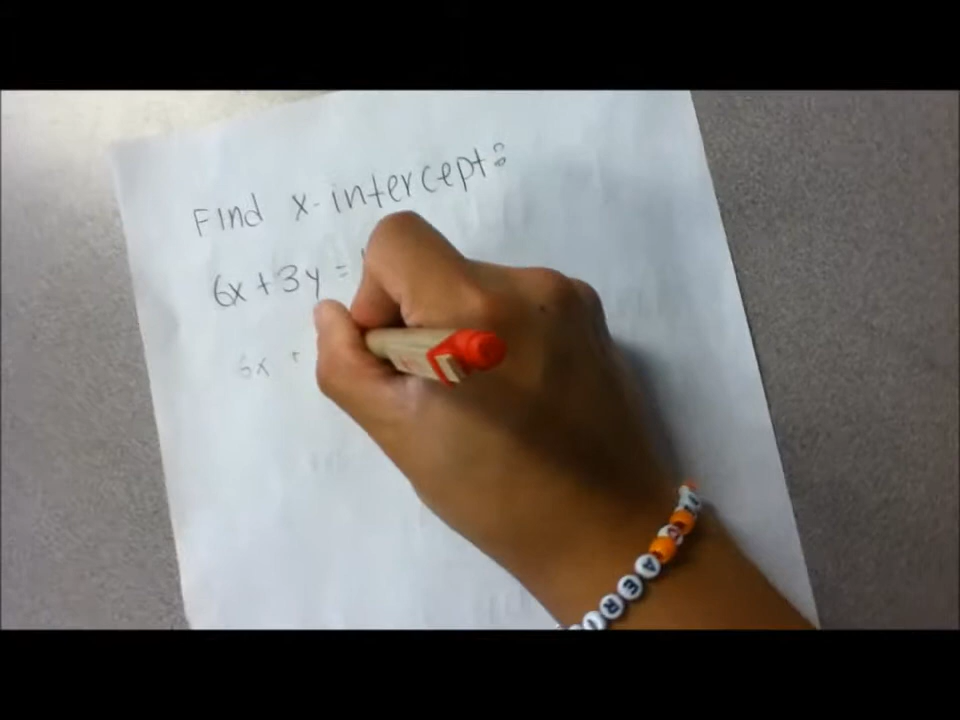 Find x-intercept:
6x + 3y =
6x +